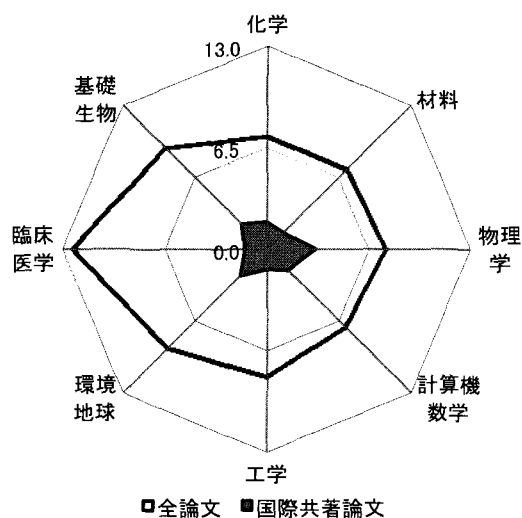 化学
13.0
基礎
生物
材料
6.5
臨床
医学
0.0
物理
学
環境
地球
計算機
数学
工学
全論文 国際共著論文